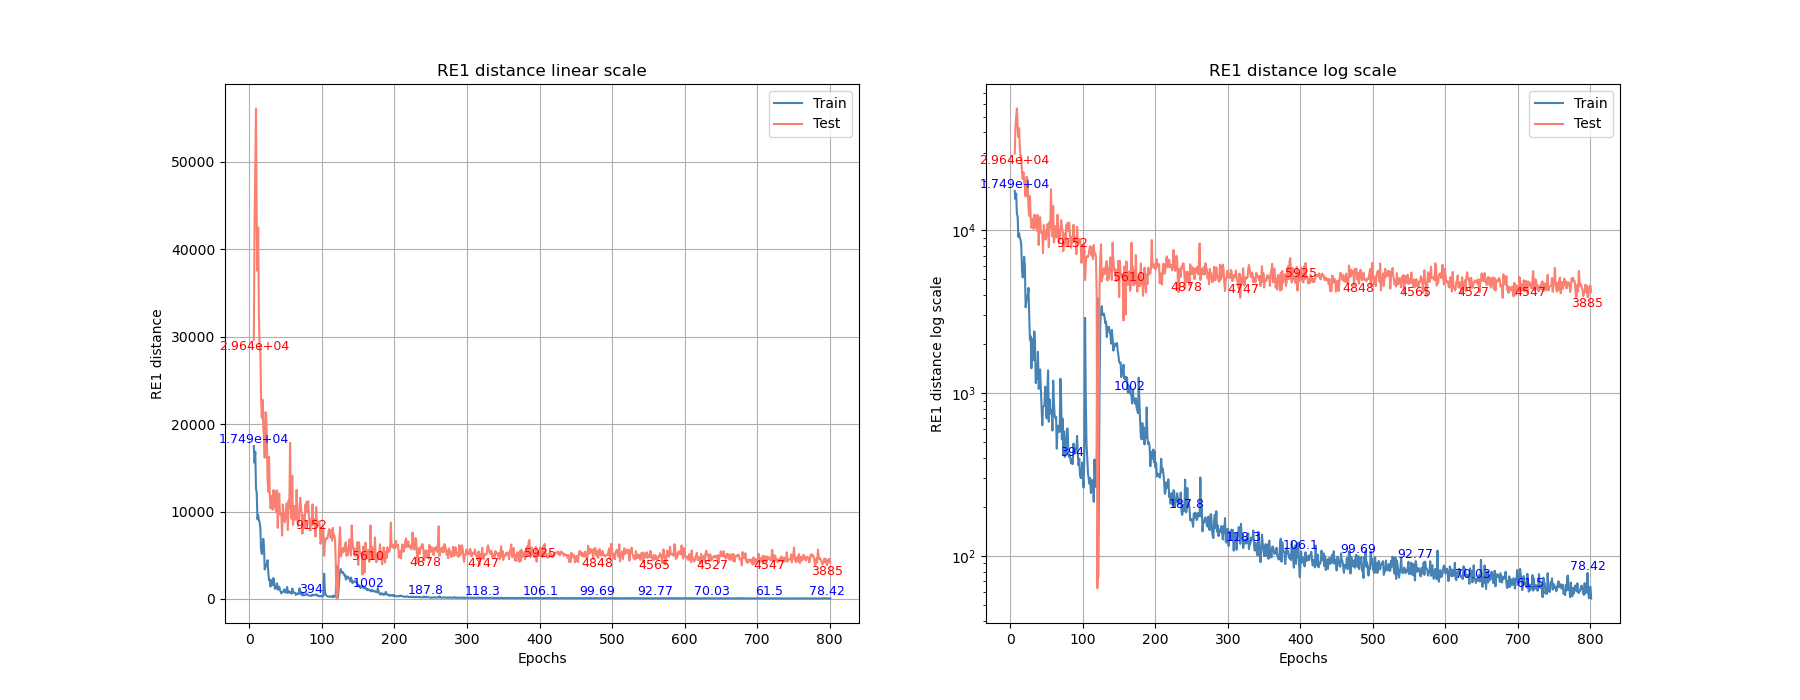 RE1 distance linear scale
RE1 distance
50000
40000
30000
20000
10000
0
0 100 200 300 400 500 600 700 800
Epochs
Train
Test
2.964e+04
1.749e+04
9152 5610 4878 4747 5925 4848 4565 4527 4547 3885
394 1002 187.8 118.3 106.1 99.69 92.77 70.03 61.5 78.42
RE1 distance log scale
RE1 distance log scale
10^4
10^3
10^2
0 100 200 300 400 500 600 700 800
Epochs
Train
Test
2.964e+04
1.749e+04
9152 5610 4878 4747 5925 4848 4565 4527 4547 3885
394 1002 187.8 118.3 106.1 99.69 92.77 70.03 61.5 78.42